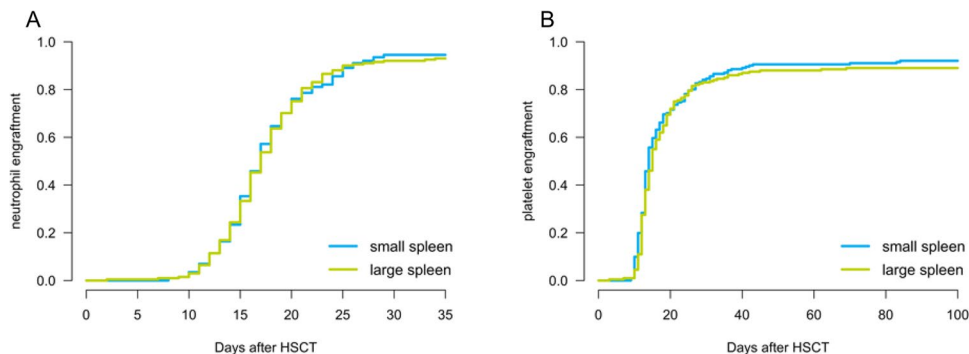 A
1.0
0.8
0.6
0.4
0.2
0.0
neutrophil engraftment
small spleen
large spleen
0 5 10 15 20 25 30 35
Days after HSCT
B
1.0
0.8
0.6
0.4
0.2
0.0
platelet engraftment
small spleen
large spleen
0 20 40 60 80 100
Days after HSCT